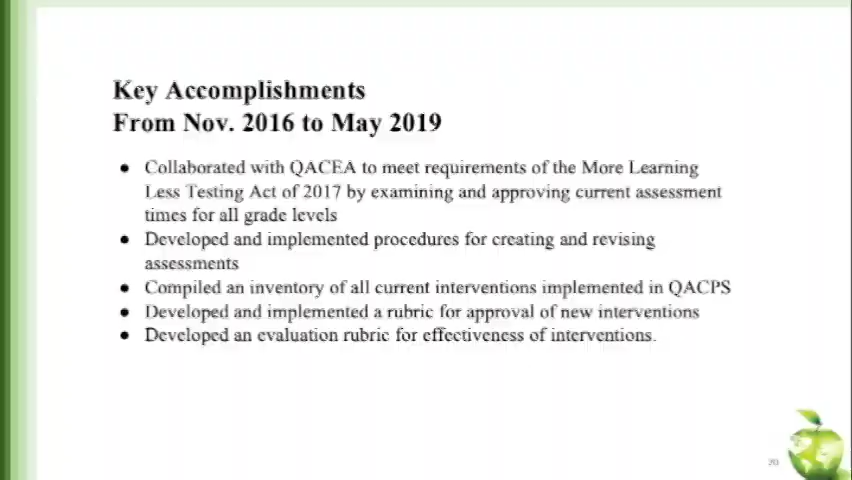 Key Accomplishments
From Nov. 2016 to May 2019
● Collaborated with QACEA to meet requirements of the More Learning
Less Testing Act of 2017 by examining and approving current assessment
times for all grade levels
● Developed and implemented procedures for creating and revising
assessments
● Compiled an inventory of all current interventions implemented in QACPS
● Developed and implemented a rubric for approval of new interventions
● Developed an evaluation rubric for effectiveness of interventions.
20